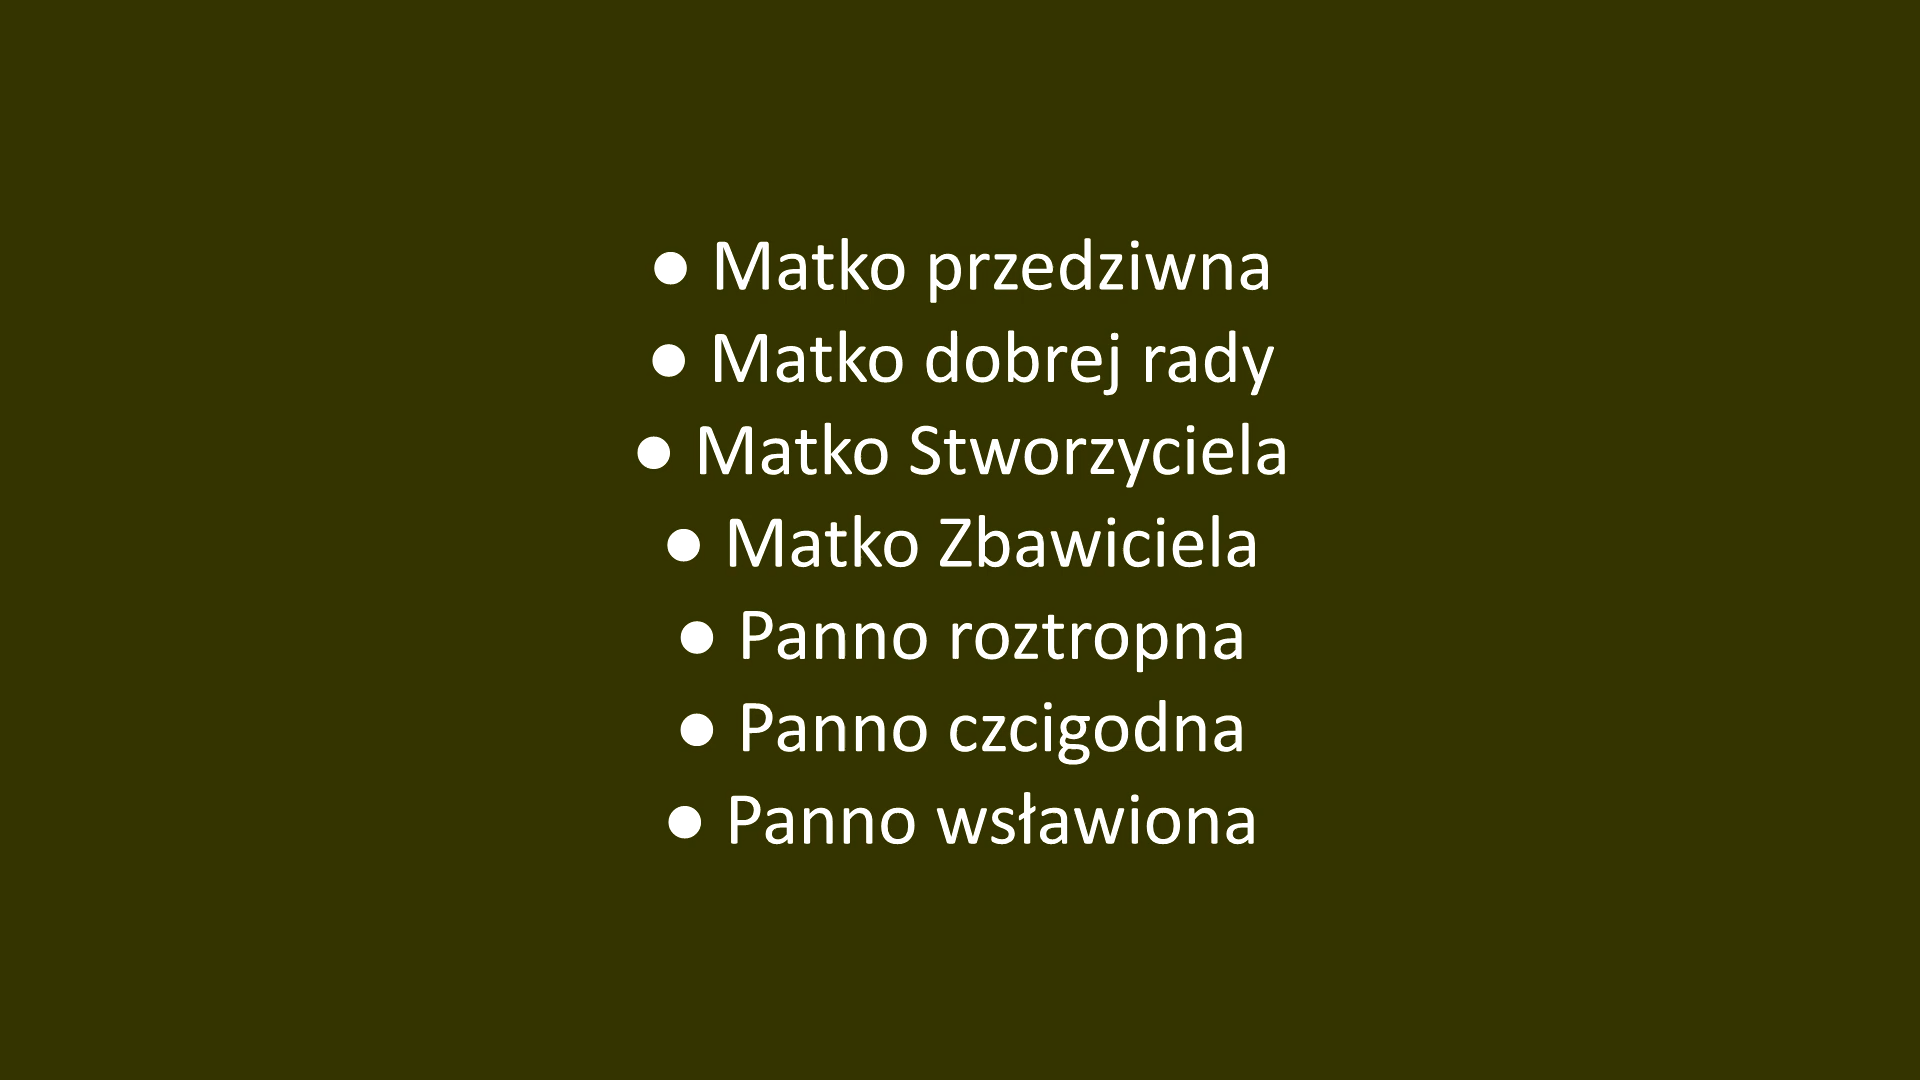 ● Matko przedziwna
● Matko dobrej rady
● Matko Stworzyciela
● Matko Zbawiciela
● Panno roztropna
● Panno czcigodna
● Panno wsławiona